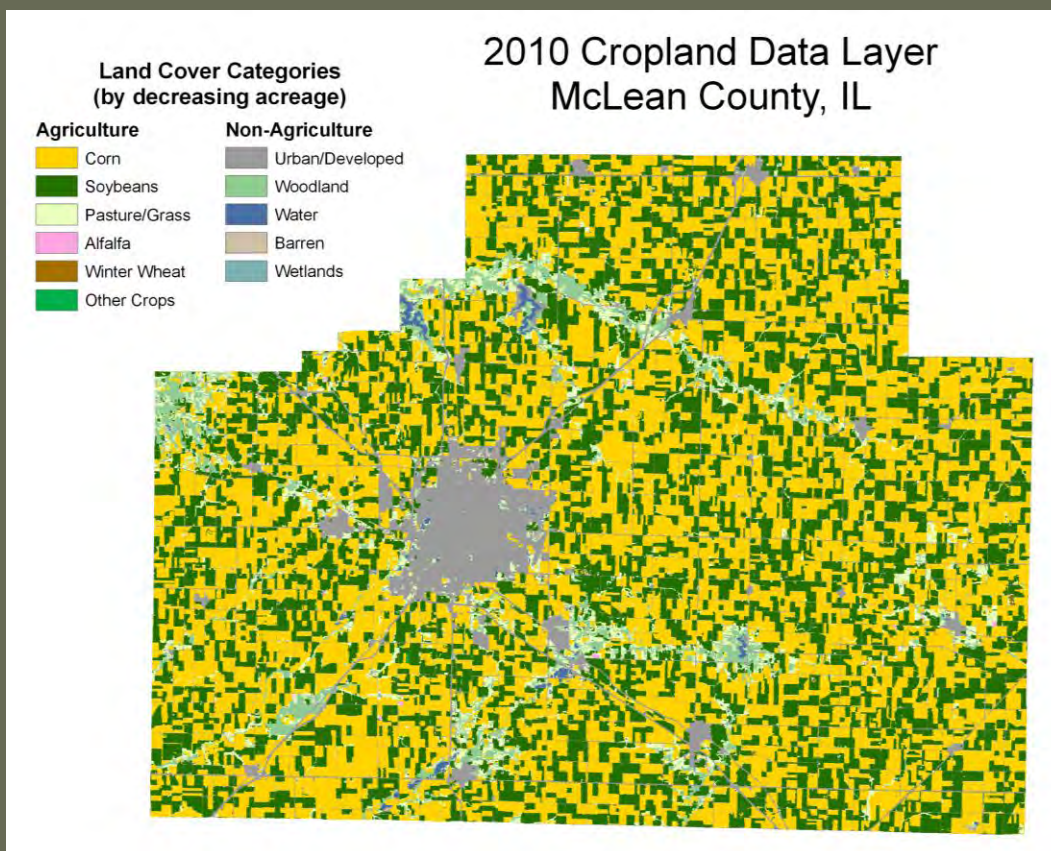 2010 Cropland Data Layer
McLean County, IL
Land Cover Categories
(by decreasing acreage)
Agriculture
Corn
Soybeans
Pasture/Grass
Alfalfa
Winter Wheat
Other Crops
Non-Agriculture
Urban/Developed
Woodland
Water
Barren
Wetlands